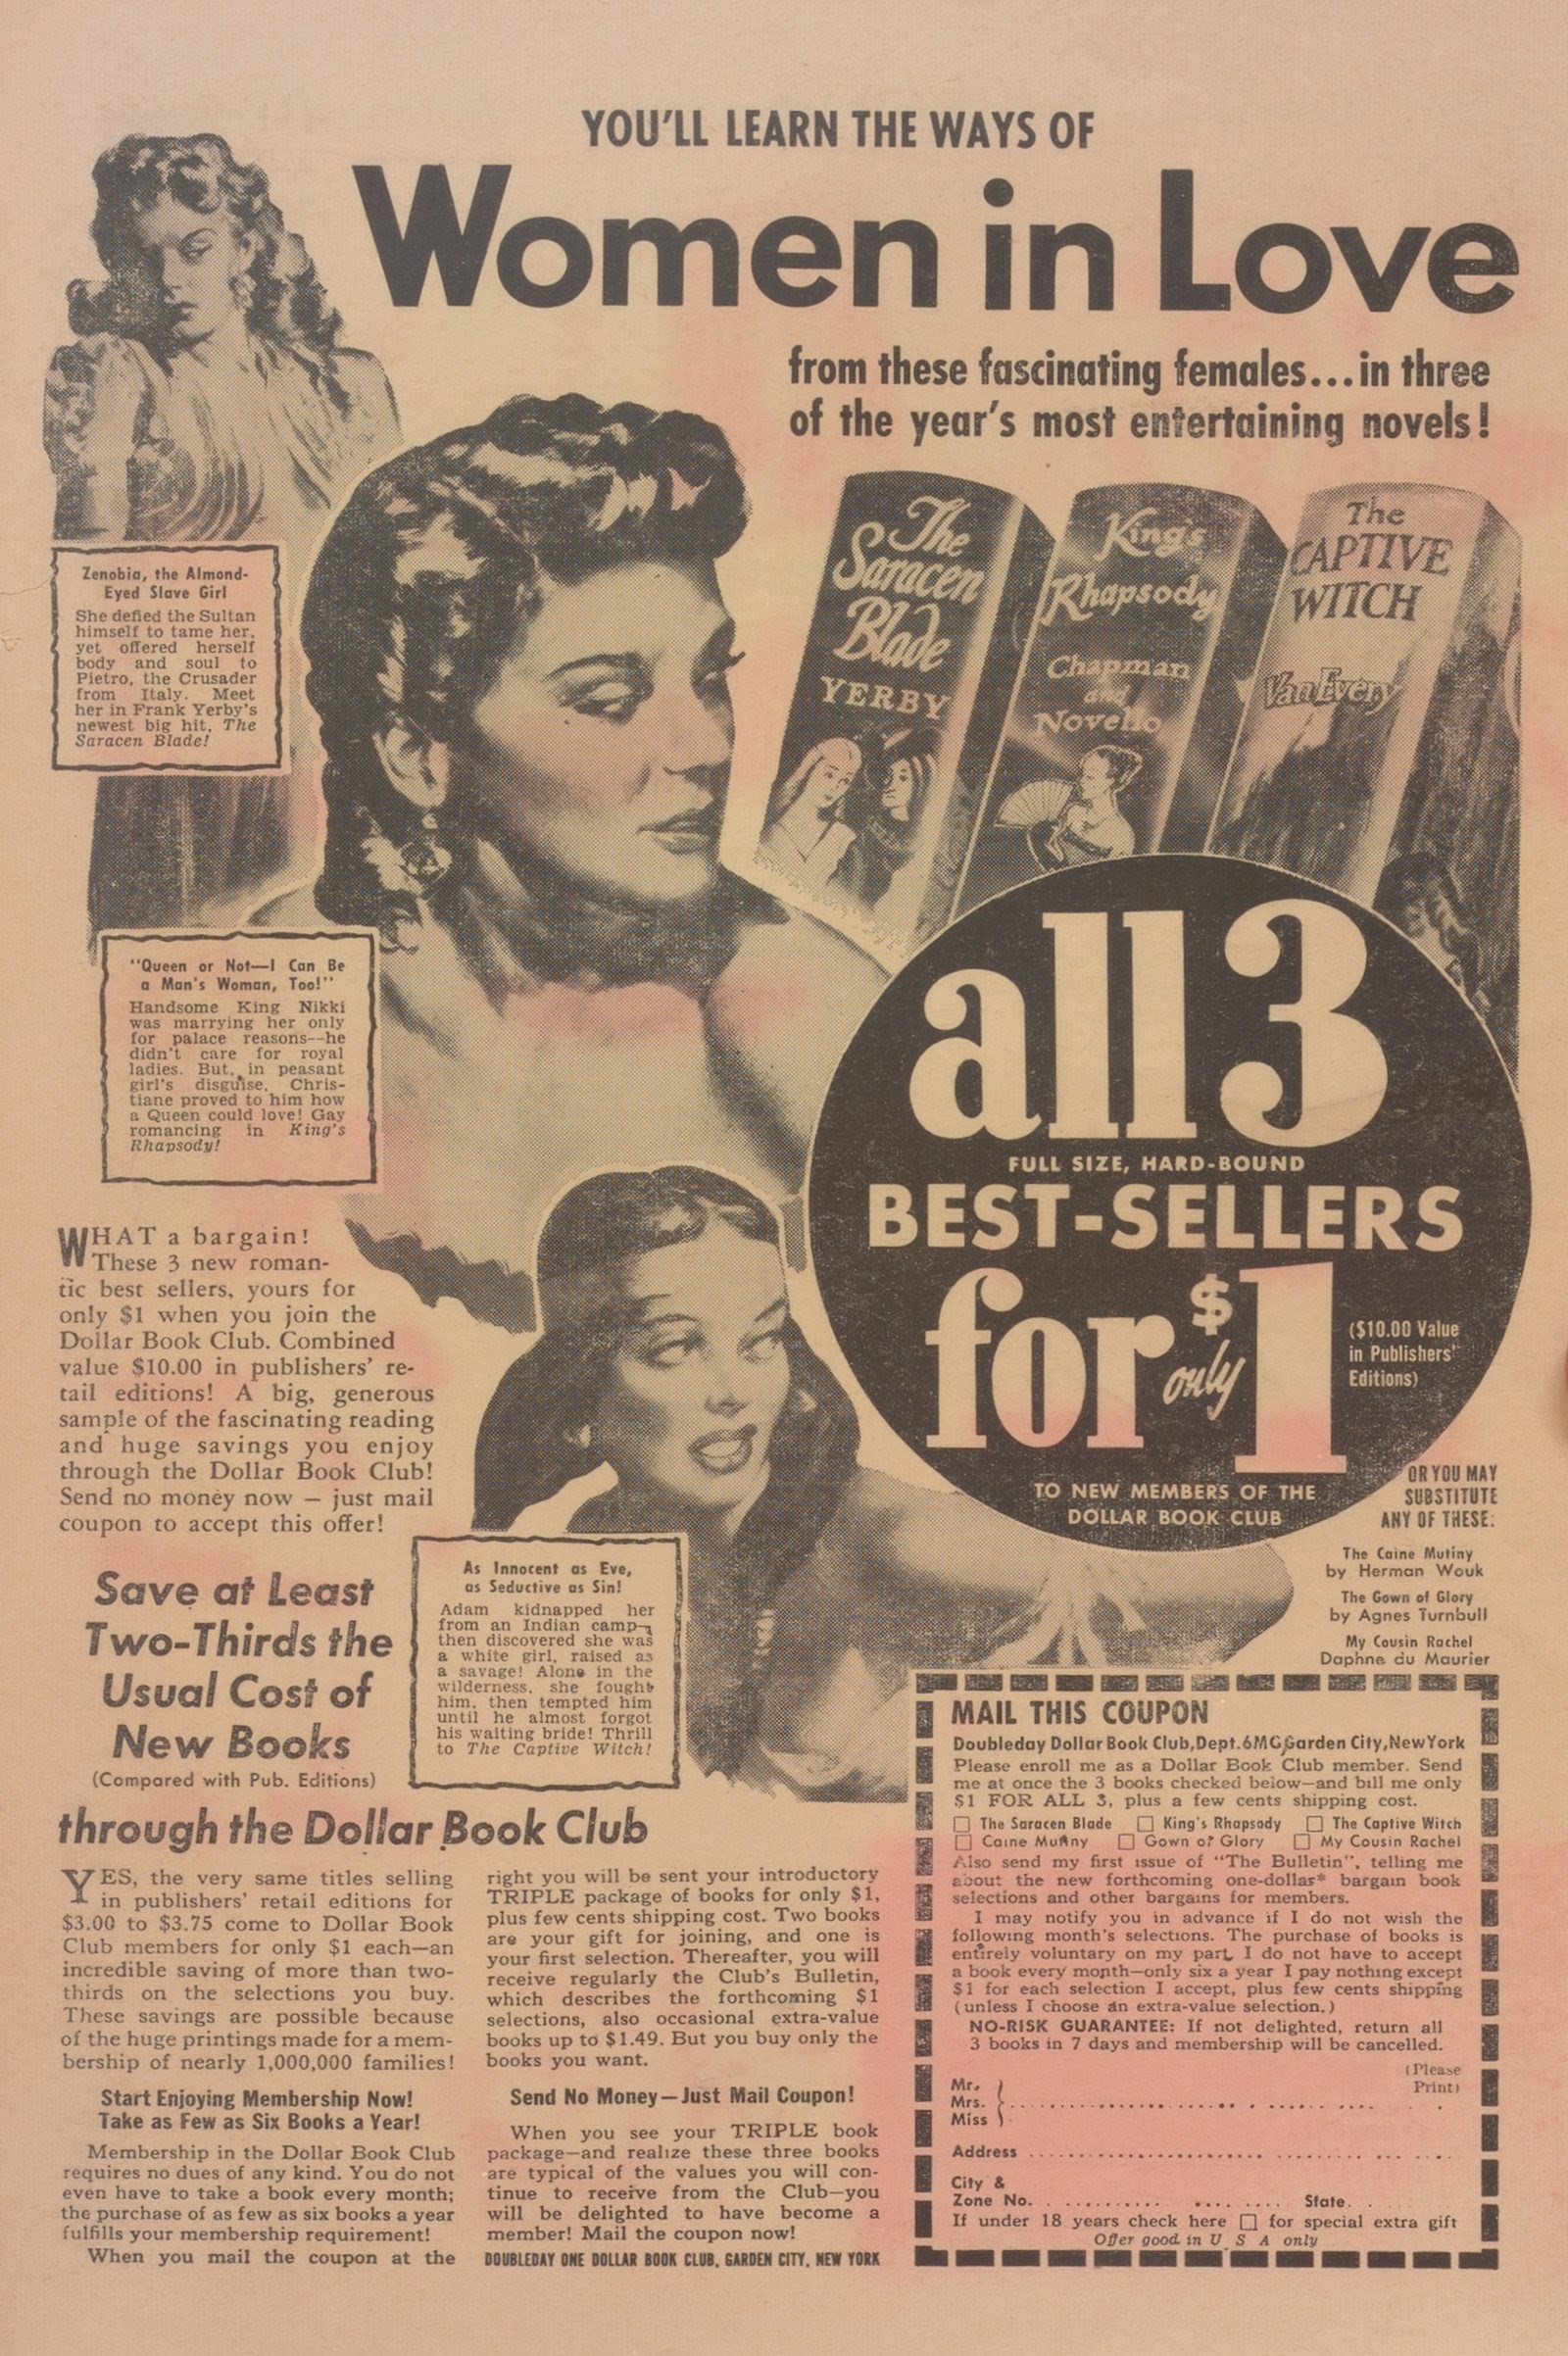 YOU'LL LEARN THE WAYS OF
Women in Love
from these fascinating females...in three
of the year's most entertaining novels!
The
Saracen
Blade
YERBY
King's
Rhapsody
Chapman
and
Novello
The
CAPTIVE
WITCH
Van Every
Zenobia, the Almond-
Eyed Slave Girl
She defied the Sultan
himself to tame her,
yet offered herself
body and soul to
Pietro, the Crusader
from Italy. Meet
her in Frank Yerby's
newest big hit, The
Saracen Blade!
"Queen or Not—I Can Be
a Man's Woman, Too!"
Handsome King Nikki
was marrying her only
for palace reasons--he
didn't care for royal
ladies. But, in peasant
girl's disguise, Chris-
tiane proved to him how
a Queen could love! Gay
romancing in King's
Rhapsody!
all 3
FULL SIZE, HARD-BOUND
BEST-SELLERS
for only $1
($10.00 Value
in Publishers'
Editions)
TO NEW MEMBERS OF THE
DOLLAR BOOK CLUB
OR YOU MAY
SUBSTITUTE
ANY OF THESE:
The Caine Mutiny
by Herman Wouk
The Gown of Glory
by Agnes Turnbull
My Cousin Rachel
Daphne du Maurier
WHAT a bargain!
These 3 new roman-
tic best sellers, yours for
only $1 when you join the
Dollar Book Club. Combined
value $10.00 in publishers' re-
tail editions! A big, generous
sample of the fascinating reading
and huge savings you enjoy
through the Dollar Book Club!
Send no money now — just mail
coupon to accept this offer!
As Innocent as Eve,
as Seductive as Sin!
Adam kidnapped her
from an Indian camp—
then discovered she was
a white girl, raised as
a savage! Alone in the
wilderness, she fought
him, then tempted him
until he almost forgot
his waiting bride! Thrill
to The Captive Witch!
Save at Least
Two-Thirds the
Usual Cost of
New Books
(Compared with Pub. Editions)
through the Dollar Book Club
YES, the very same titles selling
in publishers' retail editions for
$3.00 to $3.75 come to Dollar Book
Club members for only $1 each—an
incredible saving of more than two-
thirds on the selections you buy.
These savings are possible because
of the huge printings made for a mem-
bership of nearly 1,000,000 families!
Start Enjoying Membership Now!
Take as Few as Six Books a Year!
Membership in the Dollar Book Club
requires no dues of any kind. You do not
even have to take a book every month;
the purchase of as few as six books a year
fulfills your membership requirement!
When you mail the coupon at the
right you will be sent your introductory
TRIPLE package of books for only $1,
plus few cents shipping cost. Two books
are your gift for joining, and one is
your first selection. Thereafter, you will
receive regularly the Club's Bulletin,
which describes the forthcoming $1
selections, also occasional extra-value
books up to $1.49. But you buy only the
books you want.
Send No Money—Just Mail Coupon!
When you see your TRIPLE book
package—and realize these three books
are typical of the values you will con-
tinue to receive from the Club—you
will be delighted to have become a
member! Mail the coupon now!
DOUBLEDAY ONE DOLLAR BOOK CLUB, GARDEN CITY, NEW YORK
MAIL THIS COUPON
Doubleday Dollar Book Club, Dept. 6MG, Garden City, New York
Please enroll me as a Dollar Book Club member. Send
me at once the 3 books checked below—and bill me only
$1 FOR ALL 3, plus a few cents shipping cost.
☐ The Saracen Blade ☐ King's Rhapsody ☐ The Captive Witch
☐ Caine Mutiny ☐ Gown of Glory ☐ My Cousin Rachel
Also send my first issue of "The Bulletin", telling me
about the new forthcoming one-dollar* bargain book
selections and other bargains for members.
I may notify you in advance if I do not wish the
following month's selections. The purchase of books is
entirely voluntary on my part. I do not have to accept
a book every month—only six a year I pay nothing except
$1 for each selection I accept, plus few cents shipping
(unless I choose an extra-value selection.)
NO-RISK GUARANTEE: If not delighted, return all
3 books in 7 days and membership will be cancelled.
(Please
Print)
Mr.
Mrs.
Miss
Address
City &
Zone No. State.
If under 18 years check here ☐ for special extra gift
Offer good in U. S A only